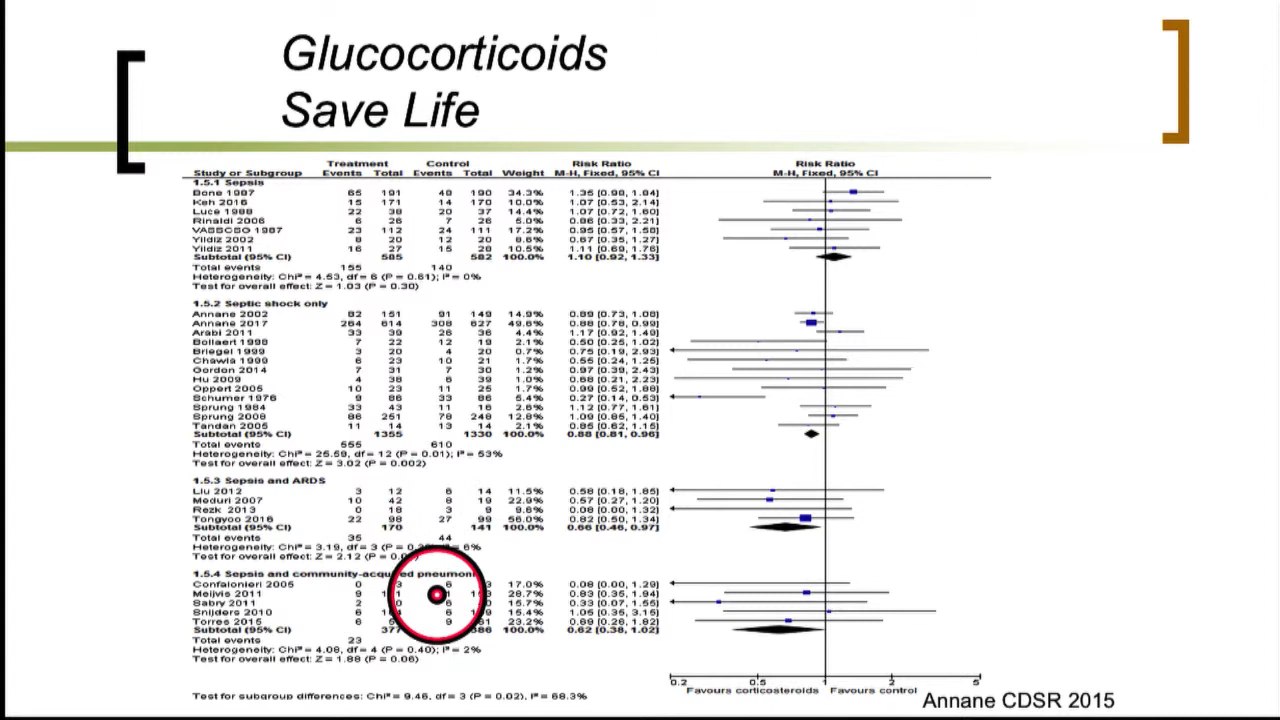 Glucocorticoids
Save Life
Treatment Control Risk Ratio Risk Ratio
Study or Subgroup Events Total Events Total Weight M-H, Fixed, 95% CI M-H, Fixed, 95% CI
1.5.1 Sepsis
Bone 1987 65 191 48 190 34.3% 1.35 [0.98, 1.84]
Keh 2016 15 171 14 170 10.0% 1.07 [0.53, 2.14]
Luce 1988 22 38 20 37 14.4% 1.07 [0.72, 1.60]
Rinaldi 2006 6 26 7 26 5.0% 0.86 [0.33, 2.21]
VASSCSG 1987 23 112 24 111 17.2% 0.95 [0.57, 1.58]
Yildiz 2002 8 20 12 20 8.6% 0.67 [0.35, 1.27]
Yildiz 2011 16 27 15 28 10.5% 1.11 [0.69, 1.76]
Subtotal (95% CI) 585 582 100.0% 1.10 [0.92, 1.33]
Total events 155 140
Heterogeneity: Chi² = 4.53, df = 6 (P = 0.61); I² = 0%
Test for overall effect: Z = 1.03 (P = 0.30)
1.5.2 Septic shock only
Annane 2002 82 151 91 149 14.9% 0.89 [0.73, 1.08]
Annane 2017 264 614 308 627 49.6% 0.88 [0.78, 0.99]
Arabi 2011 33 39 26 36 4.4% 1.17 [0.92, 1.49]
Bollaert 1998 7 22 12 19 2.1% 0.50 [0.25, 1.02]
Briegel 1999 3 20 4 20 0.7% 0.75 [0.19, 2.93]
Chawla 1999 6 23 10 21 1.7% 0.55 [0.24, 1.25]
Gordon 2014 7 31 7 30 1.2% 0.97 [0.39, 2.43]
Hu 2009 4 38 6 39 1.0% 0.68 [0.21, 2.23]
Oppert 2005 10 23 11 25 1.7% 0.99 [0.52, 1.88]
Schumer 1976 9 86 33 86 5.4% 0.27 [0.14, 0.53]
Sprung 1984 33 43 11 16 2.6% 1.12 [0.77, 1.61]
Sprung 2008 86 251 78 248 12.8% 1.09 [0.85, 1.40]
Tandan 2005 11 14 13 14 2.1% 0.85 [0.62, 1.15]
Subtotal (95% CI) 1355 1330 100.0% 0.88 [0.81, 0.96]
Total events 555 610
Heterogeneity: Chi² = 25.59, df = 12 (P = 0.01); I² = 53%
Test for overall effect: Z = 3.02 (P = 0.002)
1.5.3 Sepsis and ARDS
Liu 2012 3 12 6 14 11.5% 0.58 [0.18, 1.85]
Meduri 2007 10 42 8 19 22.9% 0.57 [0.27, 1.20]
Rezk 2013 0 18 3 9 9.6% 0.08 [0.00, 1.32]
Tongyoo 2016 22 98 27 99 56.0% 0.82 [0.50, 1.34]
Subtotal (95% CI) 170 141 100.0% 0.66 [0.46, 0.97]
Total events 35 44
Heterogeneity: Chi² = 3.19, df = 3 (P = 6%
Test for overall effect: Z = 2.12 (P =
1.5.4 Sepsis and community-acquired pneumonia
Confalonieri 2005 0 6 17.0% 0.08 [0.00, 1.29]
Meijvis 2011 9 28.7% 0.83 [0.35, 1.94]
Sabry 2011 2 6 15.7% 0.33 [0.07, 1.55]
Snijders 2010 6 6 15.4% 1.05 [0.35, 3.15]
Torres 2015 6 9 23.2% 0.69 [0.26, 1.82]
Subtotal (95% CI) 100.0% 0.62 [0.38, 1.02]
Total events 23
Heterogeneity: Chi² = 4.08, df = 4 (P = 0.40); I² = 2%
Test for overall effect: Z = 1.88 (P = 0.06)
Test for subgroup differences: Chi² = 9.46, df = 3 (P = 0.02), I² = 68.3%
0.2 0.5 1 2 5
Favours corticosteroids Favours control
Annane CDSR 2015